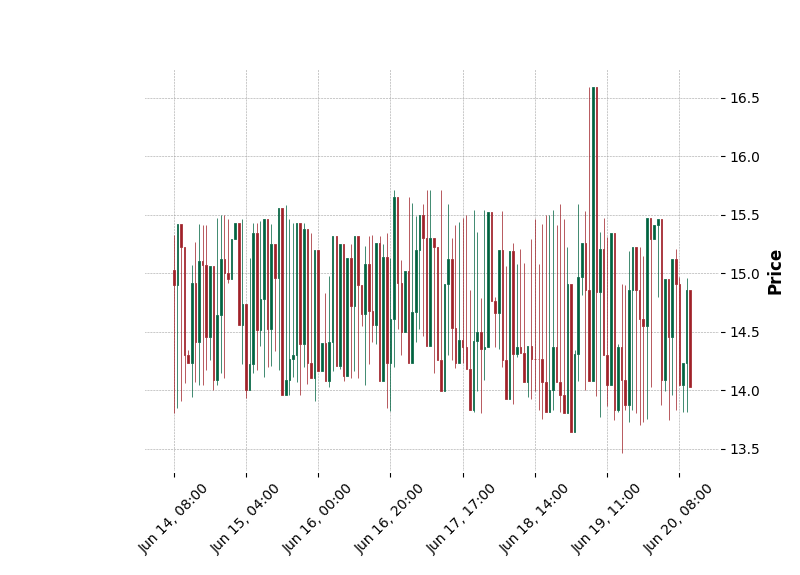 16.5
16.0
15.5
15.0
14.5
14.0
13.5
Price
Jun 14, 08:00
Jun 15, 04:00
Jun 16, 00:00
Jun 16, 20:00
Jun 17, 17:00
Jun 18, 14:00
Jun 19, 11:00
Jun 20, 08:00